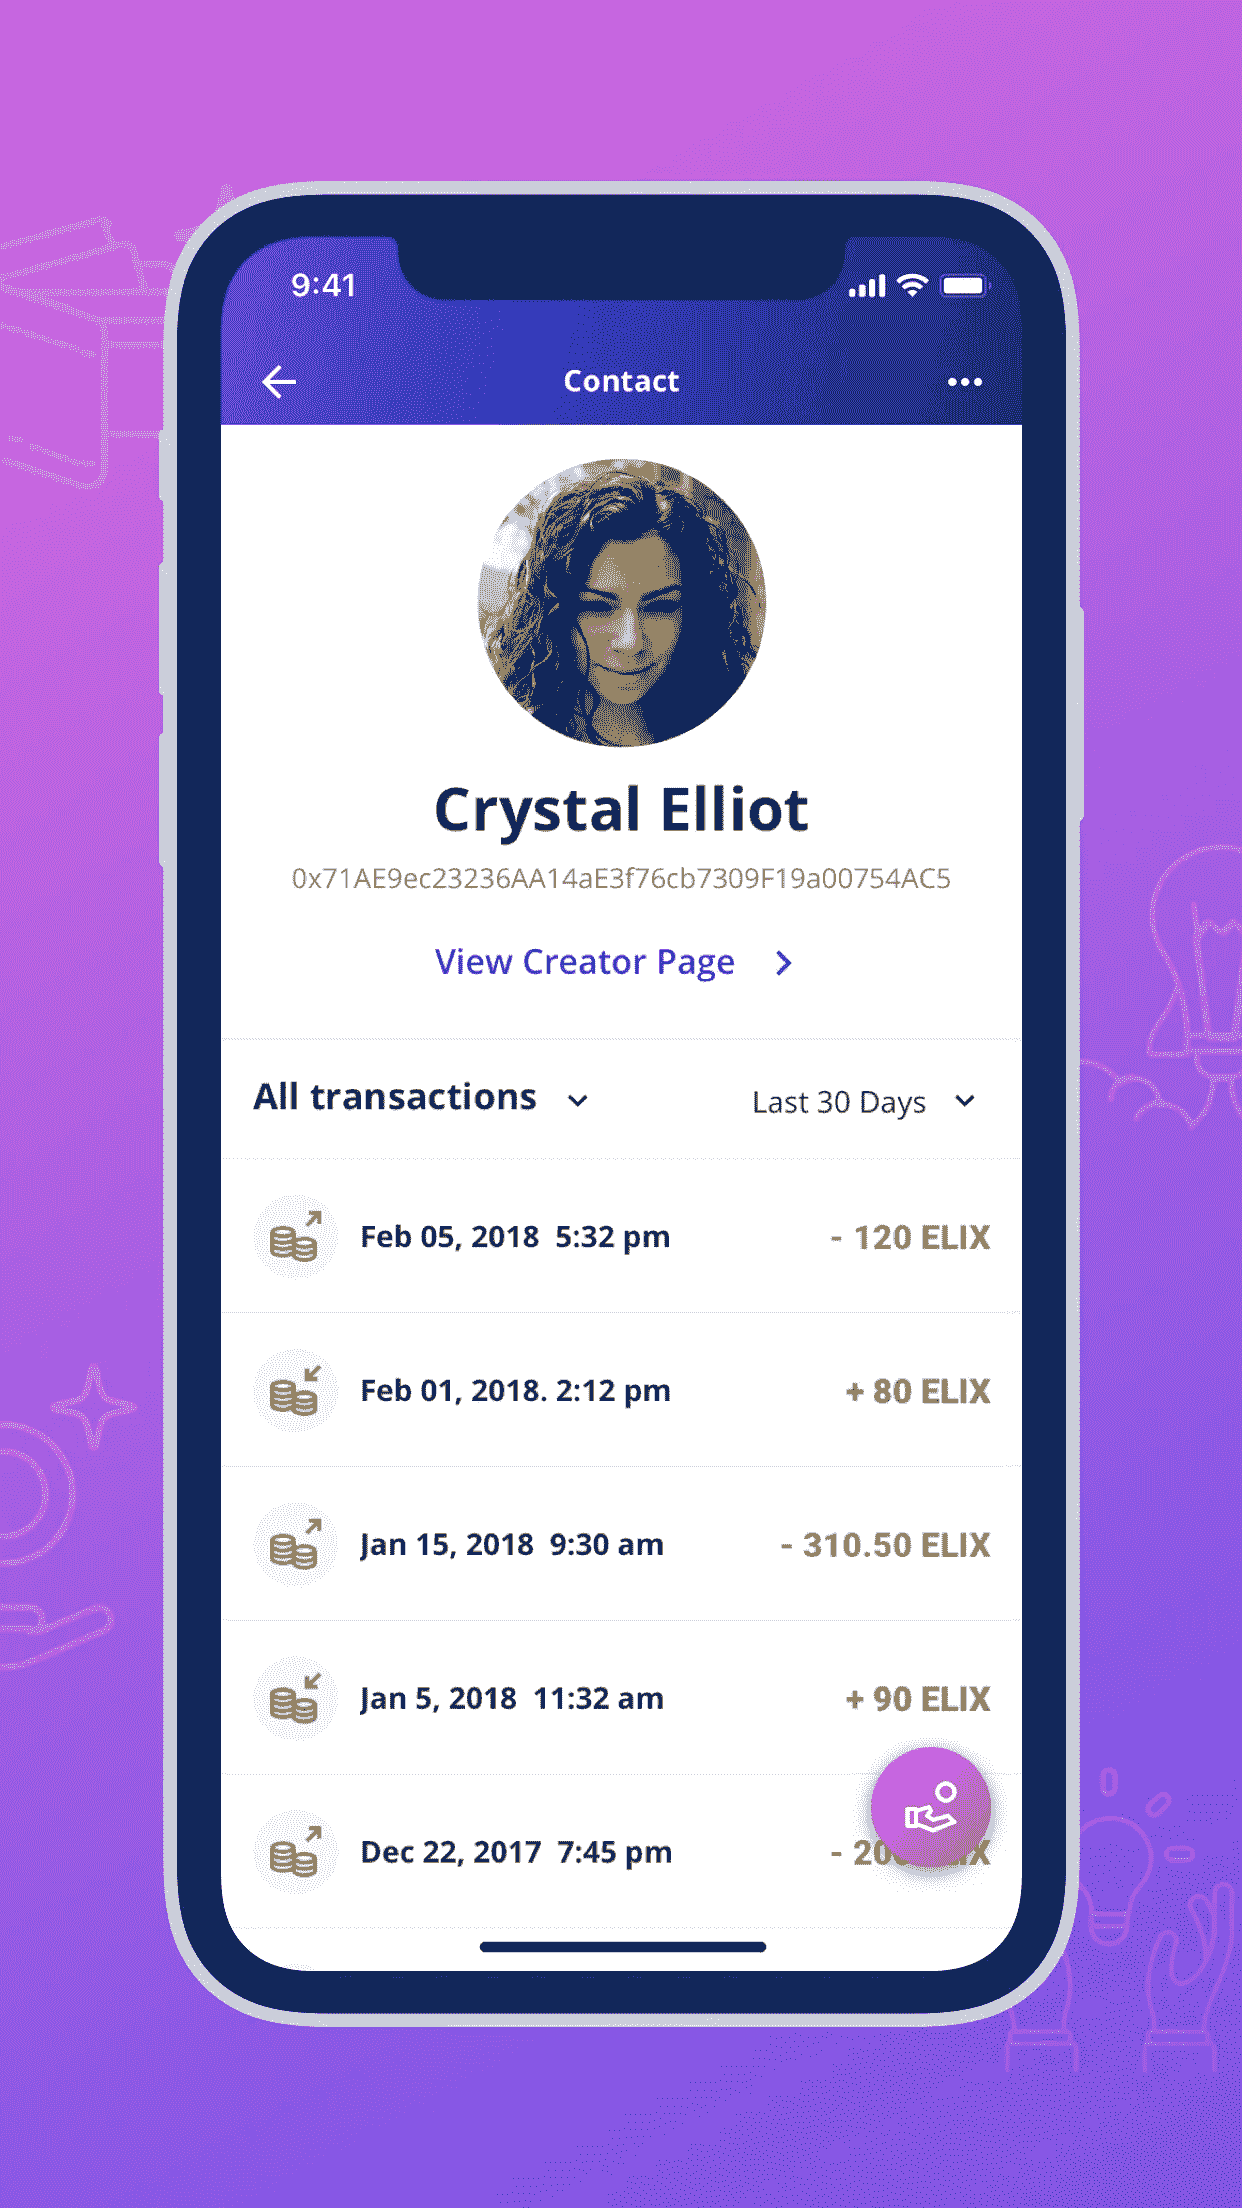 9:41
Contact
Crystal Elliot
0x71AE9ec23236AA14aE3f76cb7309F19a00754AC5
View Creator Page
All transactions
Last 30 Days
Feb 05, 2018 5:32 pm - 120 ELIX
Feb 01, 2018. 2:12 pm + 80 ELIX
Jan 15, 2018 9:30 am - 310.50 ELIX
Jan 5, 2018 11:32 am + 90 ELIX
Dec 22, 2017 7:45 pm -